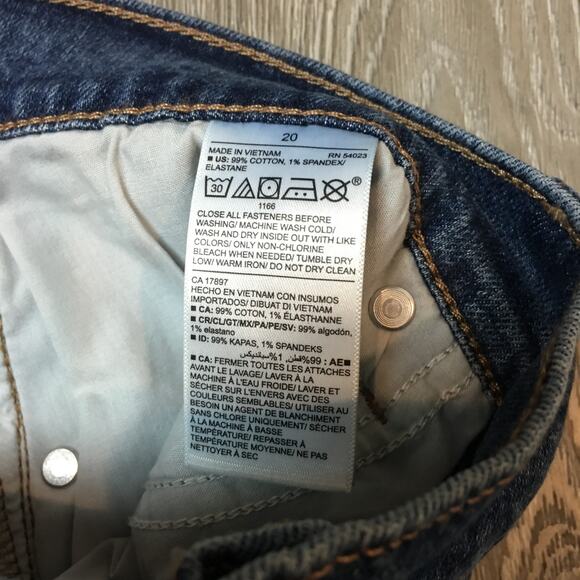 20
MADE IN VIETNAM RN 54023
■ US: 99% COTTON, 1% SPANDEX/
ELASTANE
30 ®
1166
CLOSE ALL FASTENERS BEFORE
WASHING/ MACHINE WASH COLD/
WASH AND DRY INSIDE OUT WITH LIKE
COLORS/ ONLY NON-CHLORINE
BLEACH WHEN NEEDED/ TUMBLE DRY
LOW/ WARM IRON/ DO NOT DRY CLEAN
CA 17897
HECHO EN VIETNAM CON INSUMOS
IMPORTADOS/ DIBUAT DI VIETNAM
■ CA: 99% COTON, 1% ÉLASTHANNE
■ CR/CL/GT/MX/PA/PE/SV: 99% algodón,
1% elastano
■ ID: 99% KAPAS, 1% SPANDEKS
■ AE: 99% قطن, 1% سباندیکس
■ CA: FERMER TOUTES LES ATTACHES
AVANT LE LAVAGE/ LAVER À LA
MACHINE À L'EAU FROIDE/ LAVER ET
SÉCHER SUR L'ENVERS AVEC DES
COULEURS SEMBLABLES/ UTILISER AU
BESOIN UN AGENT DE BLANCHIMENT
SANS CHLORE UNIQUEMENT/ SÉCHER
À LA MACHINE À BASSE
TEMPÉRATURE/ REPASSER À
TEMPÉRATURE MOYENNE/ NE PAS
NETTOYER À SEC